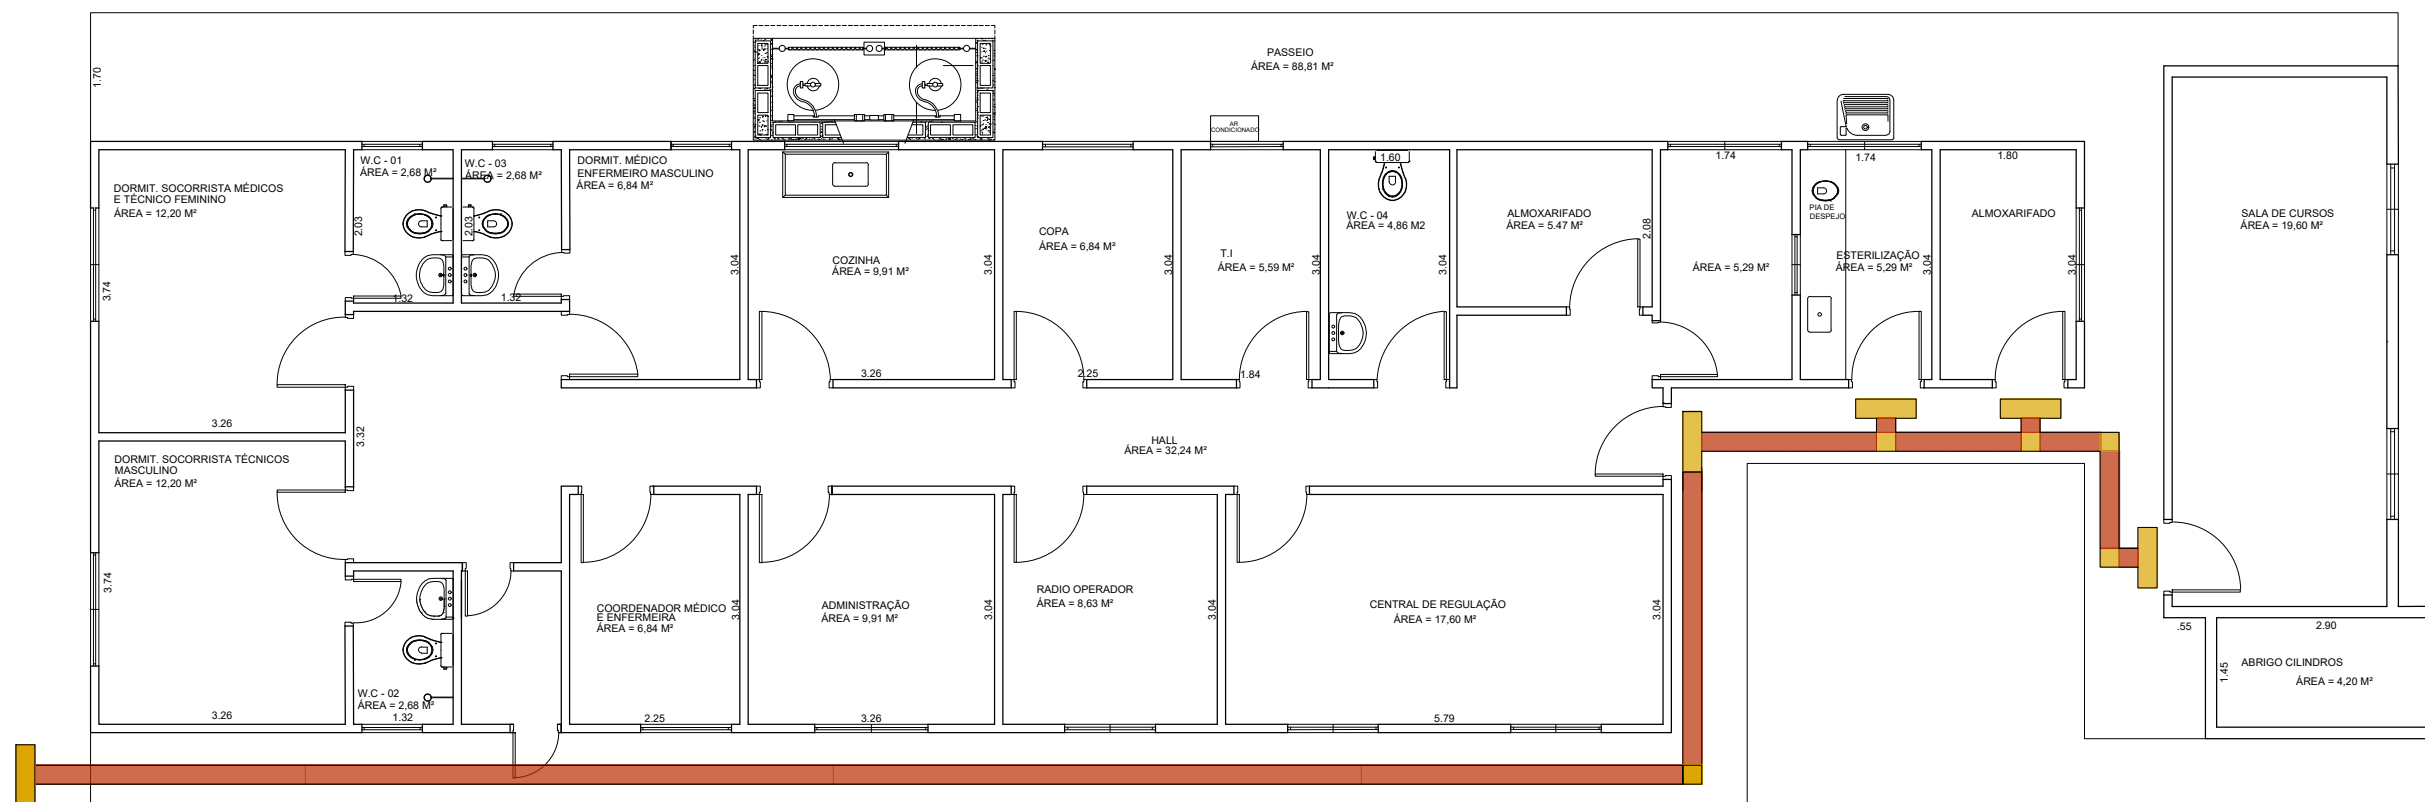 PASSEIO
ÁREA = 88,81 M²
1.70
AR
CONDICIONADO
DORMIT. SOCORRISTA MÉDICOS
E TÉCNICO FEMININO
ÁREA = 12,20 M²
3.74
3.26
W.C - 01
ÁREA = 2,68 M²
2.03
1.32
W.C - 03
ÁREA = 2,68 M²
2.03
1.32
DORMIT. MÉDICO
ENFERMEIRO MASCULINO
ÁREA = 6,84 M²
3.04
COZINHA
ÁREA = 9,91 M²
3.04
3.26
COPA
ÁREA = 6,84 M²
3.04
2.25
T.I
ÁREA = 5,59 M²
3.04
1.84
1.60
W.C - 04
ÁREA = 4,86 M2
3.04
ALMOXARIFADO
ÁREA = 5.47 M²
2.08
1.74
ÁREA = 5,29 M²
1.74
PIA DE
DESPEJO
ESTERILIZAÇÃO
ÁREA = 5,29 M²
3.04
1.80
ALMOXARIFADO
3.04
SALA DE CURSOS
ÁREA = 19,60 M²
3.32
HALL
ÁREA = 32,24 M²
DORMIT. SOCORRISTA TÉCNICOS
MASCULINO
ÁREA = 12,20 M²
3.74
3.26
W.C - 02
ÁREA = 2,68 M²
1.32
COORDENADOR MÉDICO
E ENFERMEIRA
ÁREA = 6,84 M²
3.04
2.25
ADMINISTRAÇÃO
ÁREA = 9,91 M²
3.04
3.26
RADIO OPERADOR
ÁREA = 8,63 M²
3.04
CENTRAL DE REGULAÇÃO
ÁREA = 17,60 M²
3.04
5.79
.55
2.90
1.45
ABRIGO CILINDROS
ÁREA = 4,20 M²